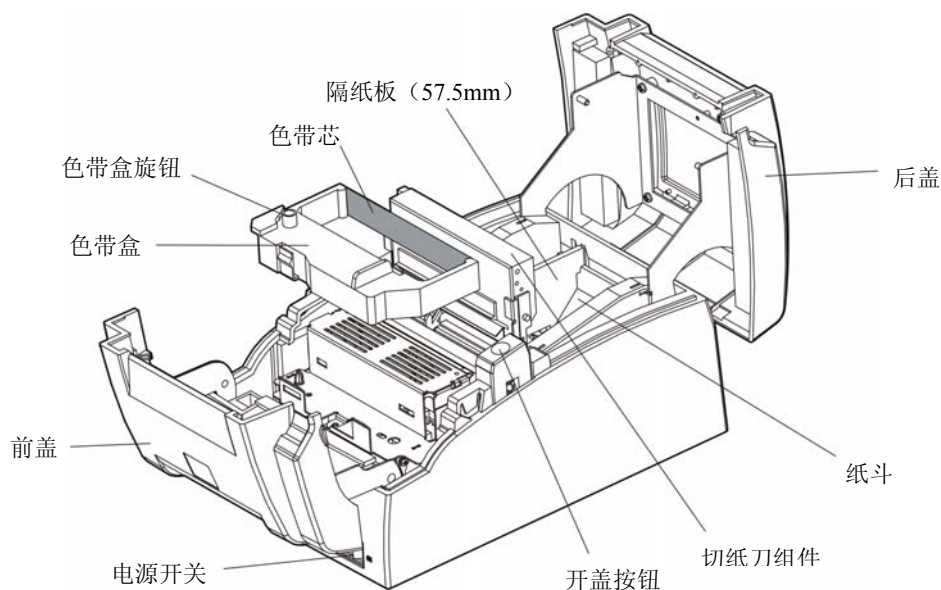 隔纸板（57.5mm）
色带芯
色带盒旋钮
后盖
色带盒
前盖
纸斗
切纸刀组件
电源开关
开盖按钮